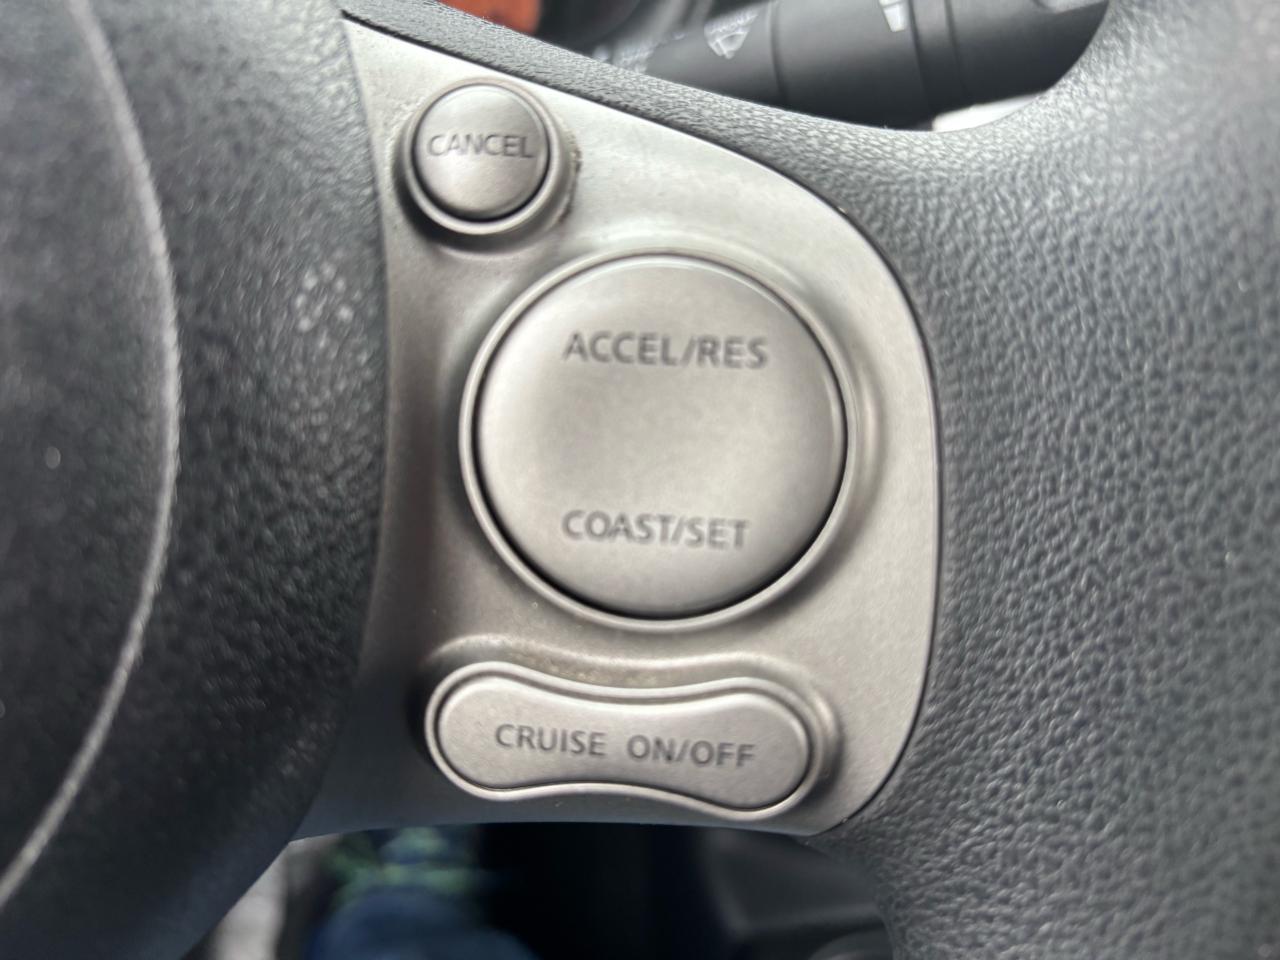 CANCEL
ACCEL/RES
COAST/SET
CRUISE ON/OFF